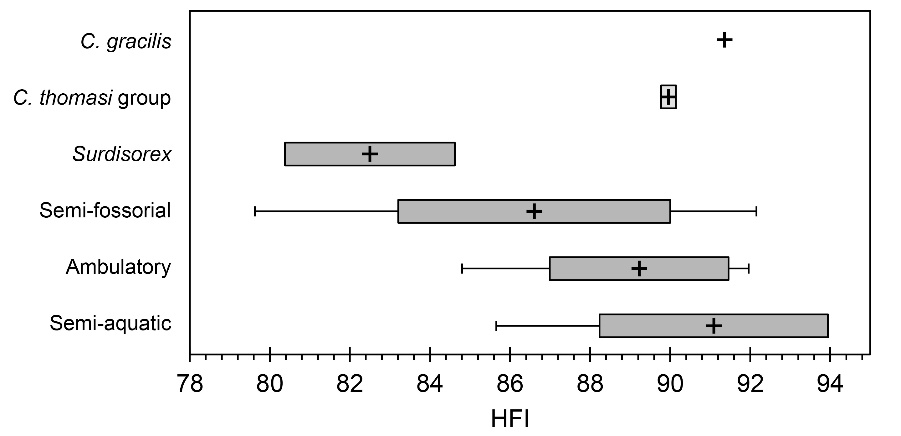 C. gracilis
C. thomasi group
Surdisorex
Semi-fossorial
Ambulatory
Semi-aquatic
78 80 82 84 86 88 90 92 94
HFI